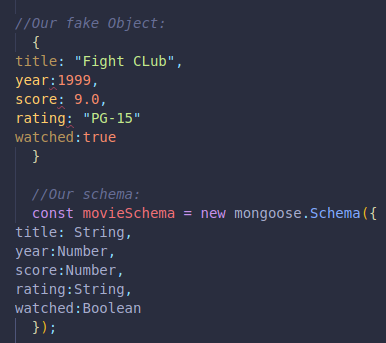 //Our fake Object:
{
title: "Fight CLub",
year:1999,
score: 9.0,
rating: "PG-15"
watched:true
}
//Our schema:
const movieSchema = new mongoose.Schema({
title: String,
year:Number,
score:Number,
rating:String,
watched:Boolean
});